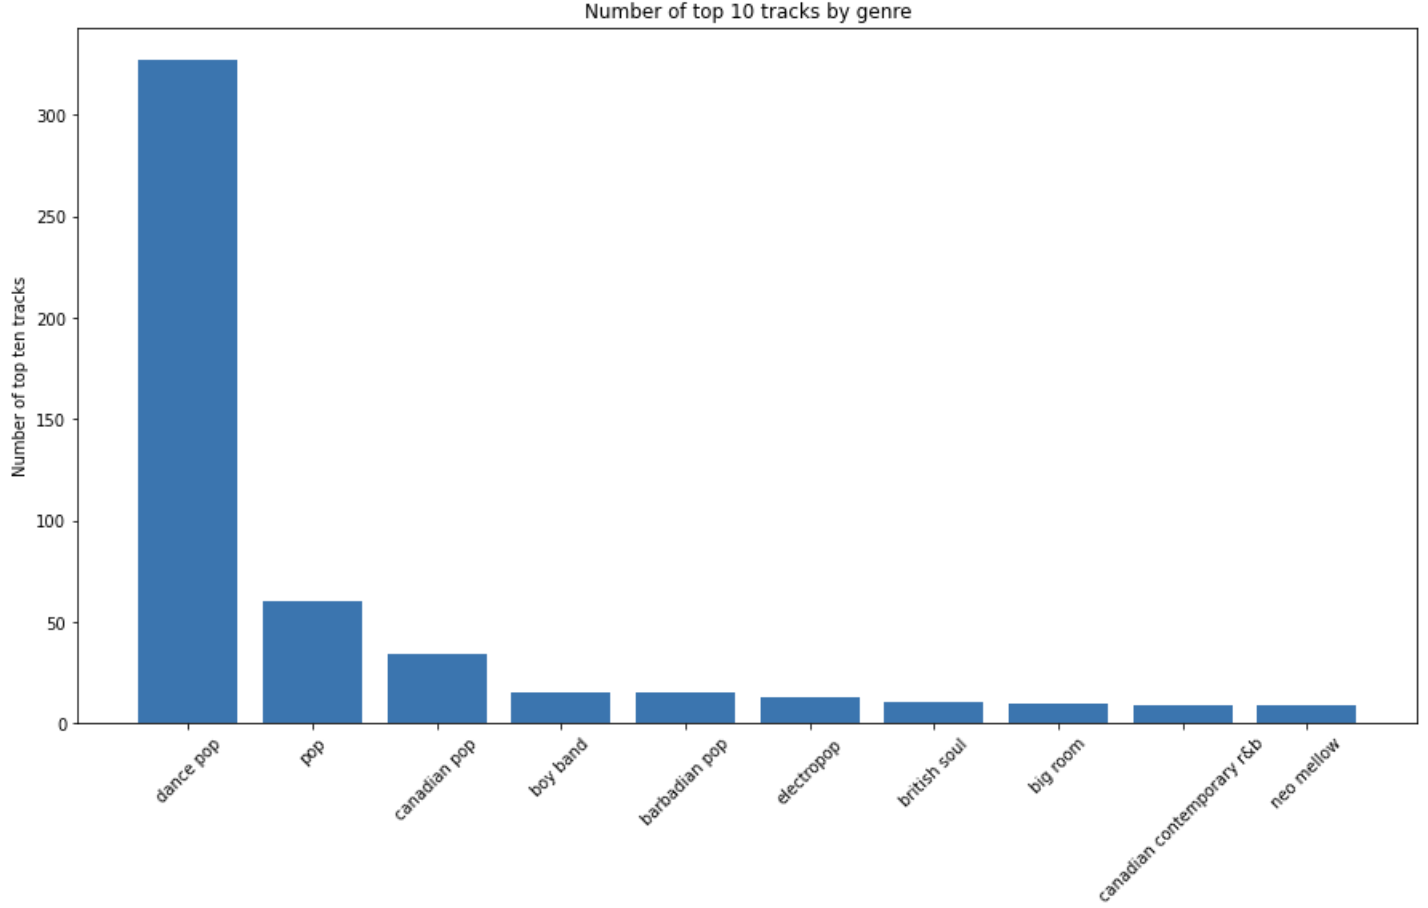 Number of top 10 tracks by genre
Number of top ten tracks
300
250
200
150
100
50
0
dance pop
pop
canadian pop
boy band
barbadian pop
electropop
british soul
big room
canadian contemporary r&b
neo mellow